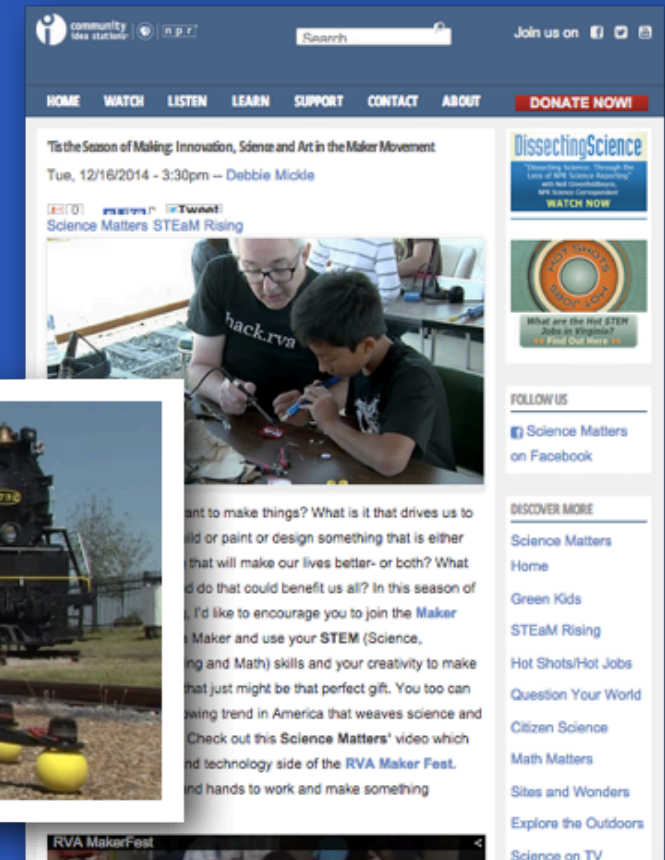 community
idea stations
npr
Search
Join us on
HOME WATCH LISTEN LEARN SUPPORT CONTACT ABOUT
DONATE NOW!
'Tis the Season of Making: Innovation, Science and Art in the Maker Movement
Tue, 12/16/2014 - 3:30pm -- Debbie Mickle
0
Tweet
Science Matters STEaM Rising
hack.rva
ant to make things? What is it that drives us to
ild or paint or design something that is either
that will make our lives better- or both? What
d do that could benefit us all? In this season of
, I'd like to encourage you to join the Maker
Maker and use your STEM (Science,
ing and Math) skills and your creativity to make
that just might be that perfect gift. You too can
owing trend in America that weaves science and
Check out this Science Matters' video which
nd technology side of the RVA Maker Fest.
nd hands to work and make something
RVA MakerFest
DissectingScience
"Dissecting Science: Through the
Lens of NPR Science Reporting"
with Nell Greenfieldboyce,
NPR Science Correspondent
WATCH NOW
HOT SHOTS
HOT JOBS
What are the Hot STEM
Jobs in Virginia?
Find Out Here
FOLLOW US
Science Matters
on Facebook
DISCOVER MORE
Science Matters
Home
Green Kids
STEaM Rising
Hot Shots/Hot Jobs
Question Your World
Citizen Science
Math Matters
Sites and Wonders
Explore the Outdoors
Science on TV